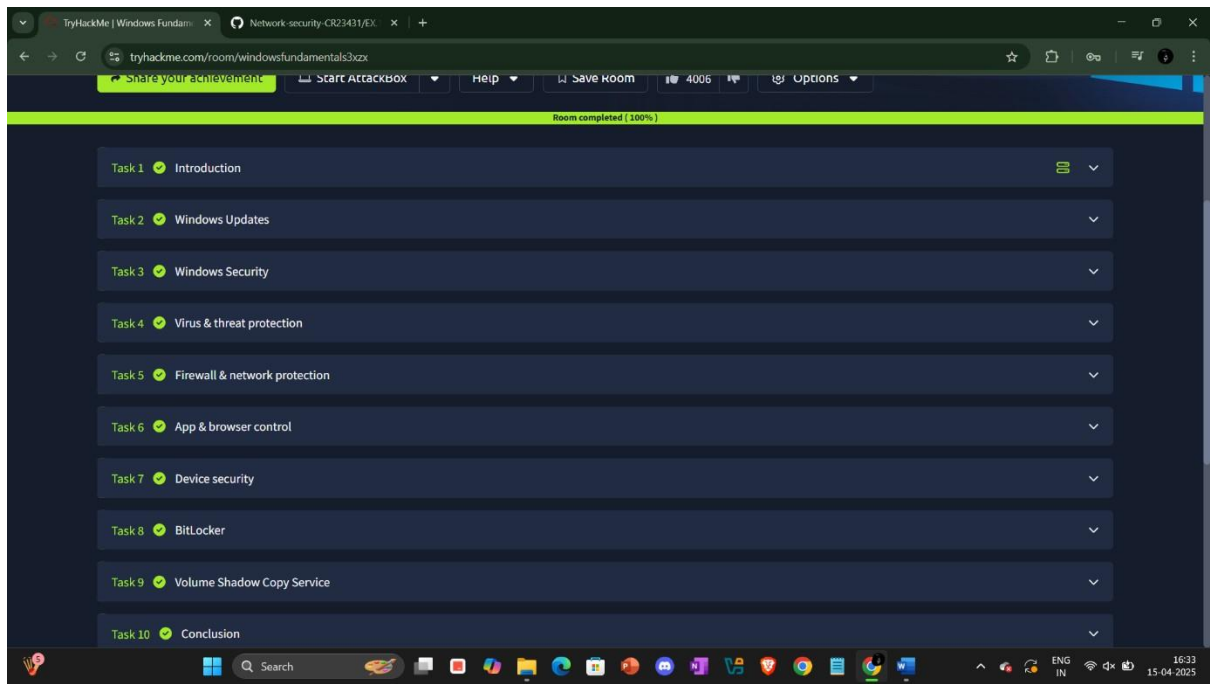 TryHackMe | Windows Fundam
Network-security-CR23431/EX
tryhackme.com/room/windowsfundamentals3xzx
Share your achievement Start AttackBox Help Save Room 4006 Options
Room completed ( 100% )
Task 1 Introduction
Task 2 Windows Updates
Task 3 Windows Security
Task 4 Virus & threat protection
Task 5 Firewall & network protection
Task 6 App & browser control
Task 7 Device security
Task 8 BitLocker
Task 9 Volume Shadow Copy Service
Task 10 Conclusion
5
Search
ENG
IN
16:33
15-04-2025